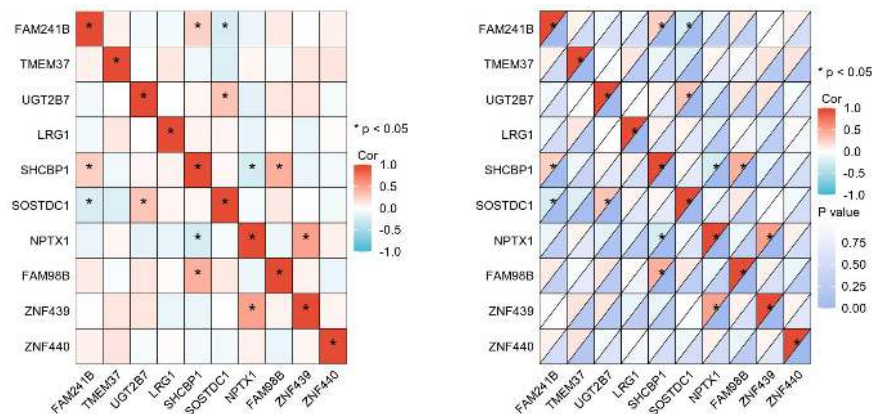 FAM241B
TMEM37
UGT2B7
LRG1
SHCBP1
SOSTDC1
NPTX1
FAM98B
ZNF439
ZNF440
* * *
*
* *
*
* * * *
* * *
* * *
* *
* *
*
FAM241B TMEM37 UGT2B7 LRG1 SHCBP1 SOSTDC1 NPTX1 FAM98B ZNF439 ZNF440
* p < 0.05
Cor
1.0
0.5
0.0
-0.5
-1.0
FAM241B
TMEM37
UGT2B7
LRG1
SHCBP1
SOSTDC1
NPTX1
FAM98B
ZNF439
ZNF440
* * *
*
* *
*
* * * *
* * *
* * *
* *
* *
*
FAM241B TMEM37 UGT2B7 LRG1 SHCBP1 SOSTDC1 NPTX1 FAM98B ZNF439 ZNF440
* p < 0.05
Cor
1.0
0.5
0.0
-0.5
-1.0
P value
0.75
0.50
0.25
0.00